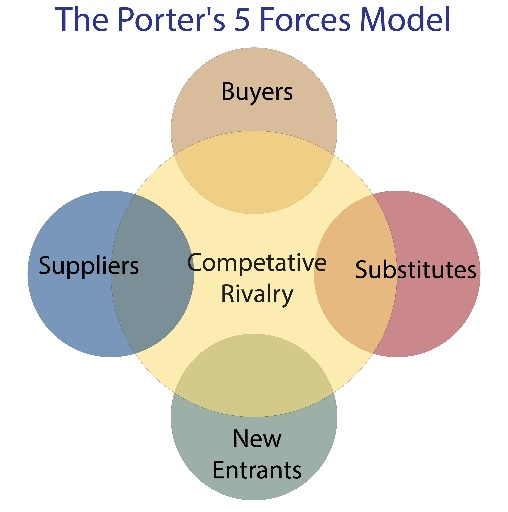 The Porter's 5 Forces Model
Buyers
Suppliers
Competative
Rivalry
Substitutes
New
Entrants